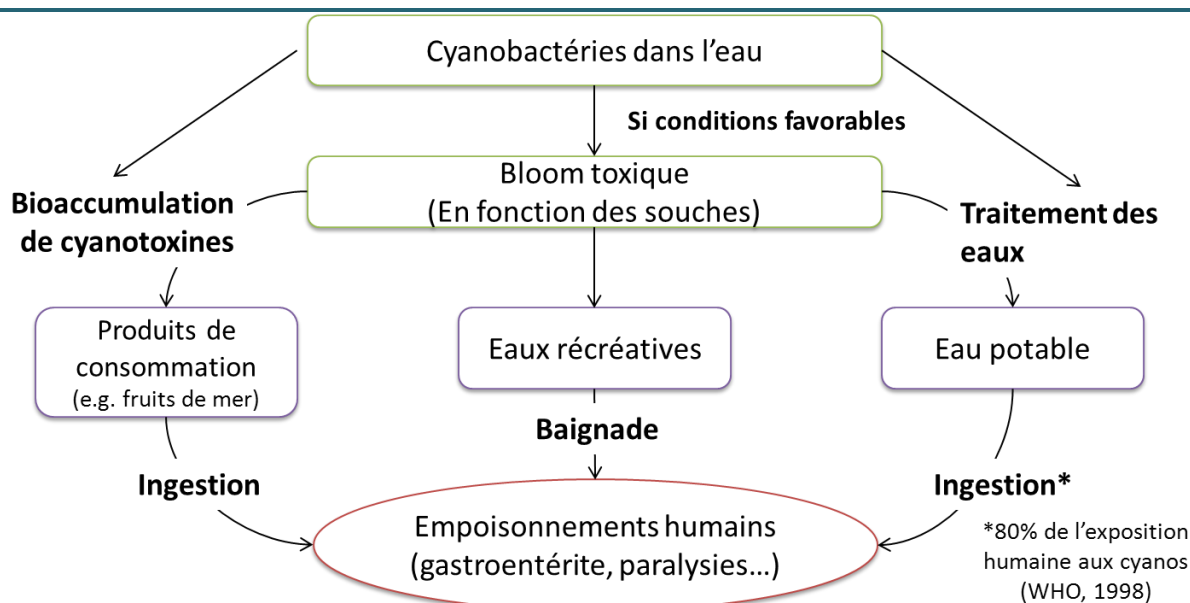 Cyanobactéries dans l’eau
Si conditions favorables
Bloom toxique
(En fonction des souches)
Bioaccumulation
de cyanotoxines
Traitement des
eaux
Produits de
consommation
(e.g. fruits de mer)
Eaux récréatives
Eau potable
Baignade
Ingestion
Ingestion*
Empoisonnements humains
(gastroentérite, paralysies…)
*80% de l’exposition
humaine aux cyanos
(WHO, 1998)